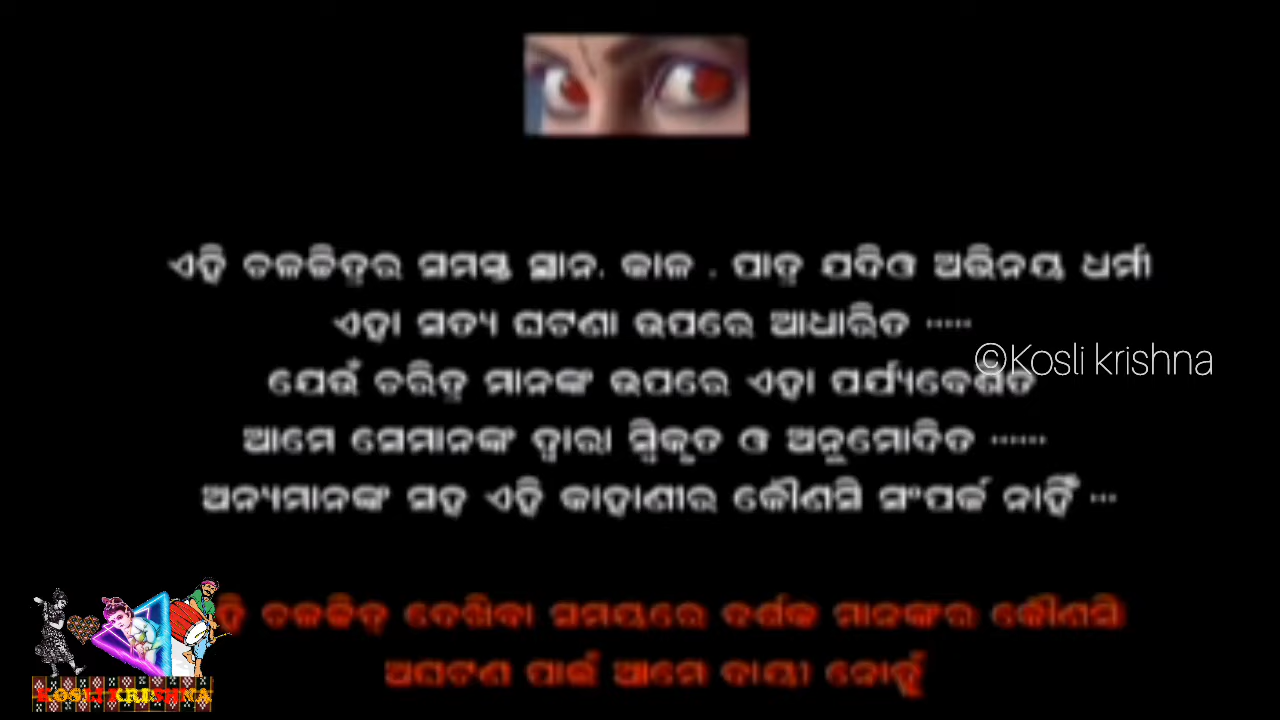 ଏହି ଚଳଚ୍ଚିତ୍ରର ସମସ୍ତ ସ୍ଥାନ, କାଳ , ପାତ୍ର ଯଦିଓ ଅଭିନୟ ଧର୍ମୀ
ଏହା ସତ୍ୟ ଘଟଣା ଉପରେ ଆଧାରିତ .....
©Kosli krishna
ଯେଉଁ ଚରିତ୍ର ମାନଙ୍କ ଉପରେ ଏହା ପର୍ଯ୍ୟବେଶିତ
ଆମେ ସେମାନଙ୍କ ଦ୍ୱାରା ସ୍ୱିକୃତ ଓ ଅନୁମୋଦିତ ......
ଅନ୍ୟମାନଙ୍କ ସହ ଏହି କାହାଣୀର କୌଣସି ସଂପର୍କ ନାହିଁ ...
ହି ଚଳଚ୍ଚିତ୍ର ଦେଖିବା ସମୟରେ ଦର୍ଶକ ମାନଙ୍କର କୌଣସି
ଅଘଟଣ ପାଇଁ ଆମେ ଦାୟୀ ନୋହୁଁ
KOSLI KRISHNA